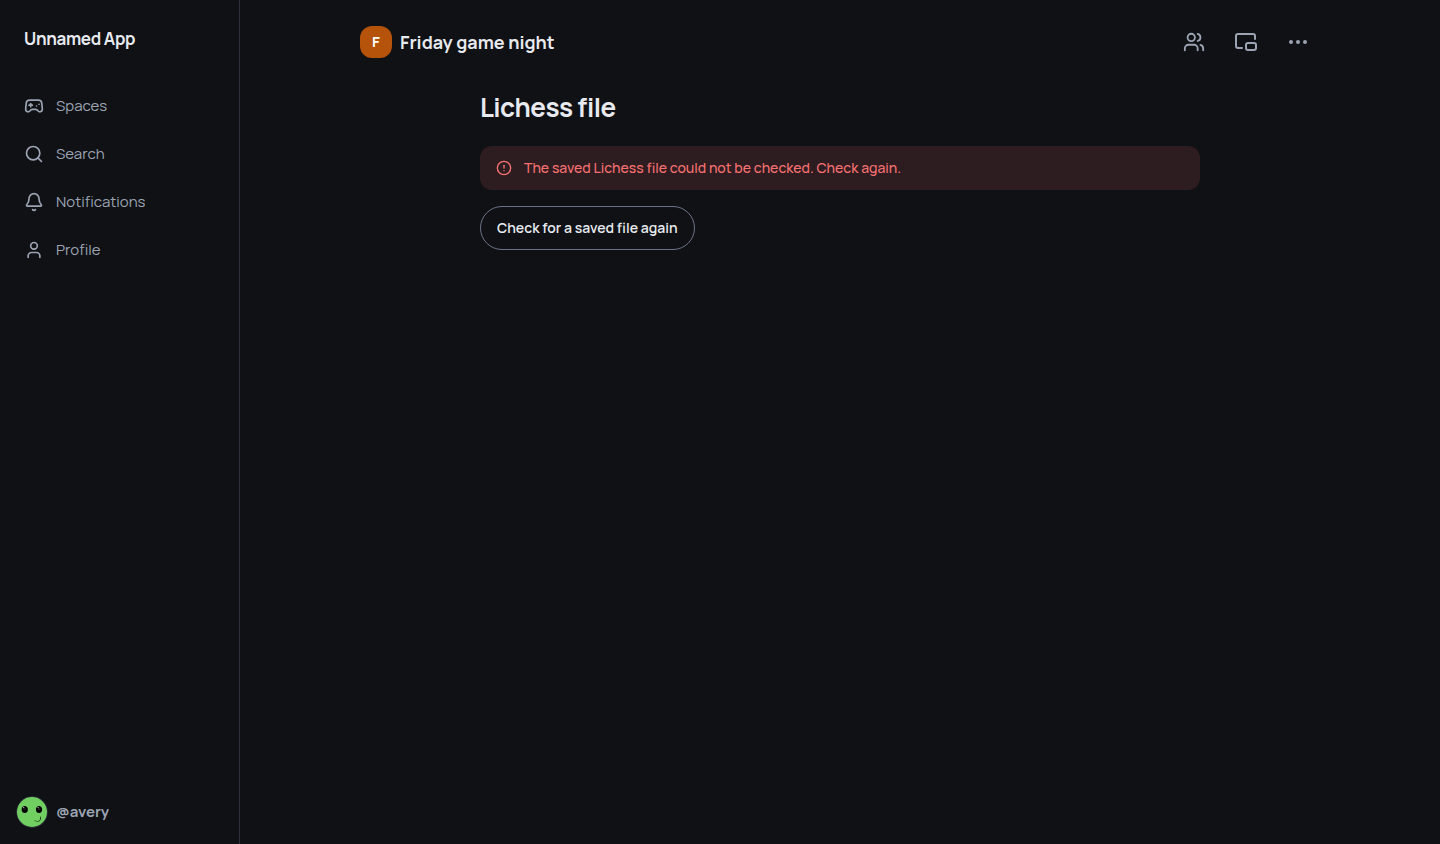 Unnamed App
Spaces
Search
Notifications
Profile
@avery
F
Friday game night
Lichess file
The saved Lichess file could not be checked. Check again.
Check for a saved file again